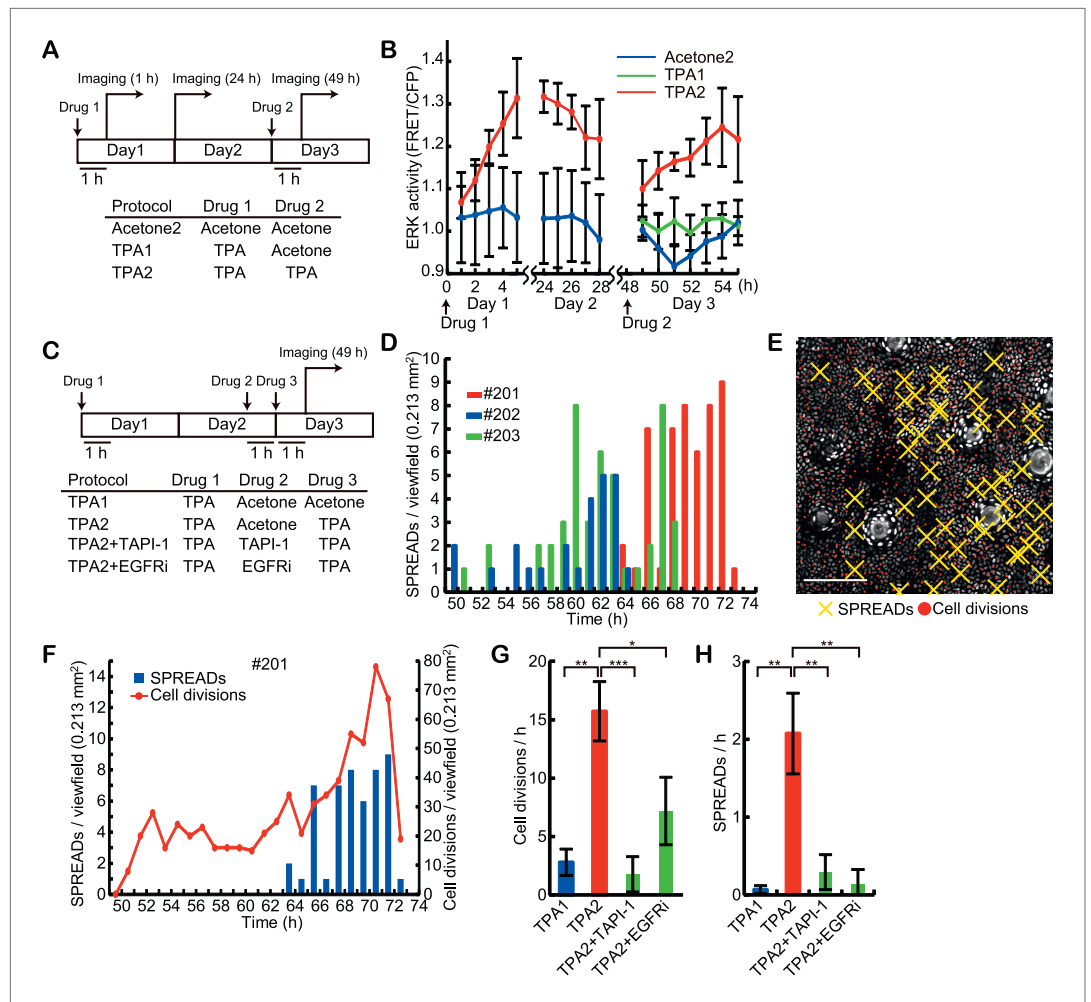 A
Imaging (1 h)
Imaging (24 h)
Imaging (49 h)
Drug 1
Drug 2
Day1
Day2
Day3
1 h
1 h
Protocol Drug 1 Drug 2
Acetone2 Acetone Acetone
TPA1 TPA Acetone
TPA2 TPA TPA
B
Acetone2
TPA1
TPA2
ERK activity (FRET/CFP)
1.4
1.3
1.2
1.1
1.0
0.9
0 2 4 24 26 28 48 50 52 54 (h)
Day 1 Day 2 Day 3
Drug 1 Drug 2
C
Imaging (49 h)
Drug 1
Drug 2
Drug 3
Day1
Day2
Day3
1 h
1 h
Protocol Drug 1 Drug 2 Drug 3
TPA1 TPA Acetone Acetone
TPA2 TPA Acetone TPA
TPA2+TAPI-1 TPA TAPI-1 TPA
TPA2+EGFRi TPA EGFRi TPA
D
SPREADs / viewfield (0.213 mm²)
10
9
8
7
6
5
4
3
2
1
0
#201
#202
#203
50 52 54 56 58 60 62 64 66 68 70 72 74
Time (h)
E
SPREADs Cell divisions
F
#201
SPREADs
Cell divisions
SPREADs / viewfield (0.213 mm²)
14
12
10
8
6
4
2
0
Cell divisions / viewfield (0.213 mm²)
80
70
60
50
40
30
20
10
0
50 52 54 56 58 60 62 64 66 68 70 72 74
Time (h)
G
Cell divisions / h
20
15
10
5
0
*
** ***
TPA1
TPA2
TPA2+TAPI-1
TPA2+EGFRi
H
SPREADs / h
3
2
1
0
**
** **
TPA1
TPA2
TPA2+TAPI-1
TPA2+EGFRi